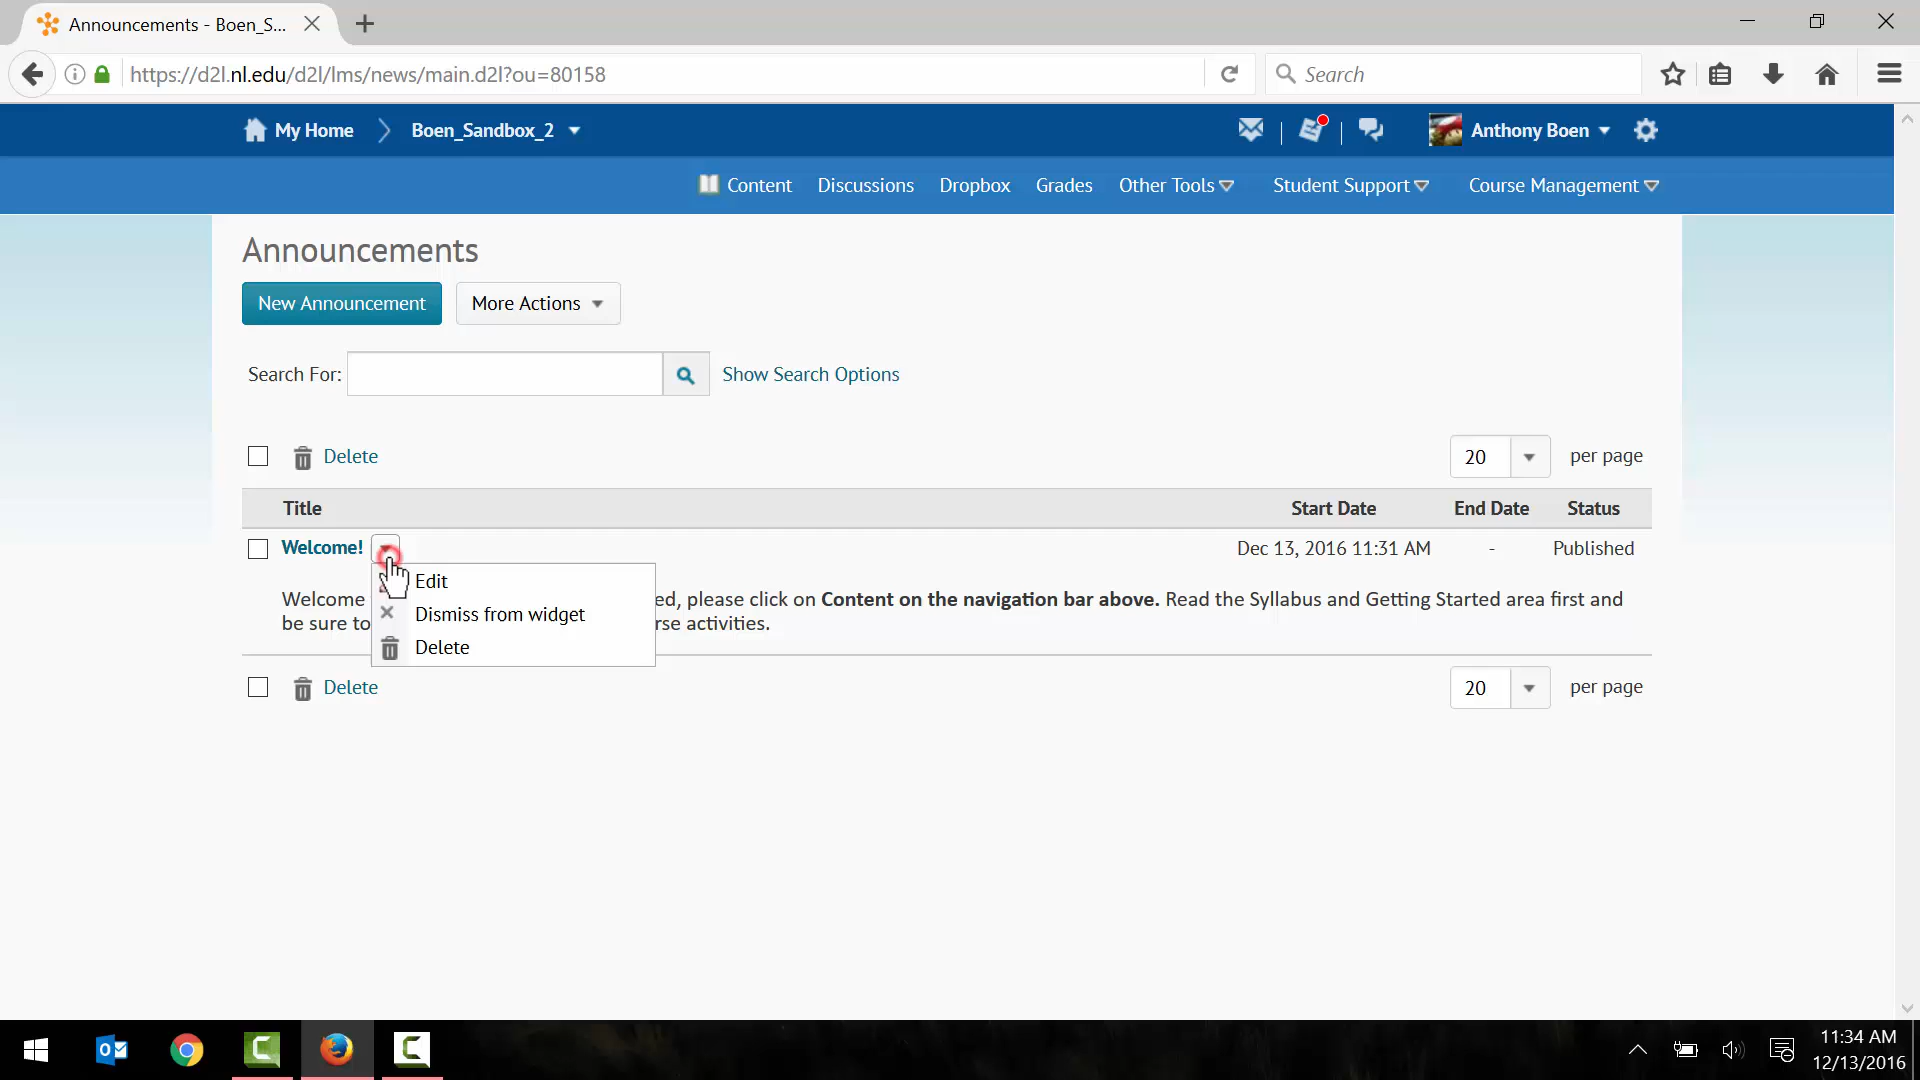 Announcements - Boen_S...
https://d2l.nl.edu/d2l/lms/news/main.d2l?ou=80158
Search
My Home
Boen_Sandbox_2
Anthony Boen
Content
Discussions
Dropbox
Grades
Other Tools
Student Support
Course Management
Announcements
New Announcement
More Actions
Search For:
Show Search Options
Delete
20
per page
Title
Start Date
End Date
Status
Welcome!
Dec 13, 2016 11:31 AM
-
Published
Edit
Dismiss from widget
Delete
Welcome
ed, please click on Content on the navigation bar above. Read the Syllabus and Getting Started area first and
be sure to
rse activities.
Delete
20
per page
11:34 AM
12/13/2016